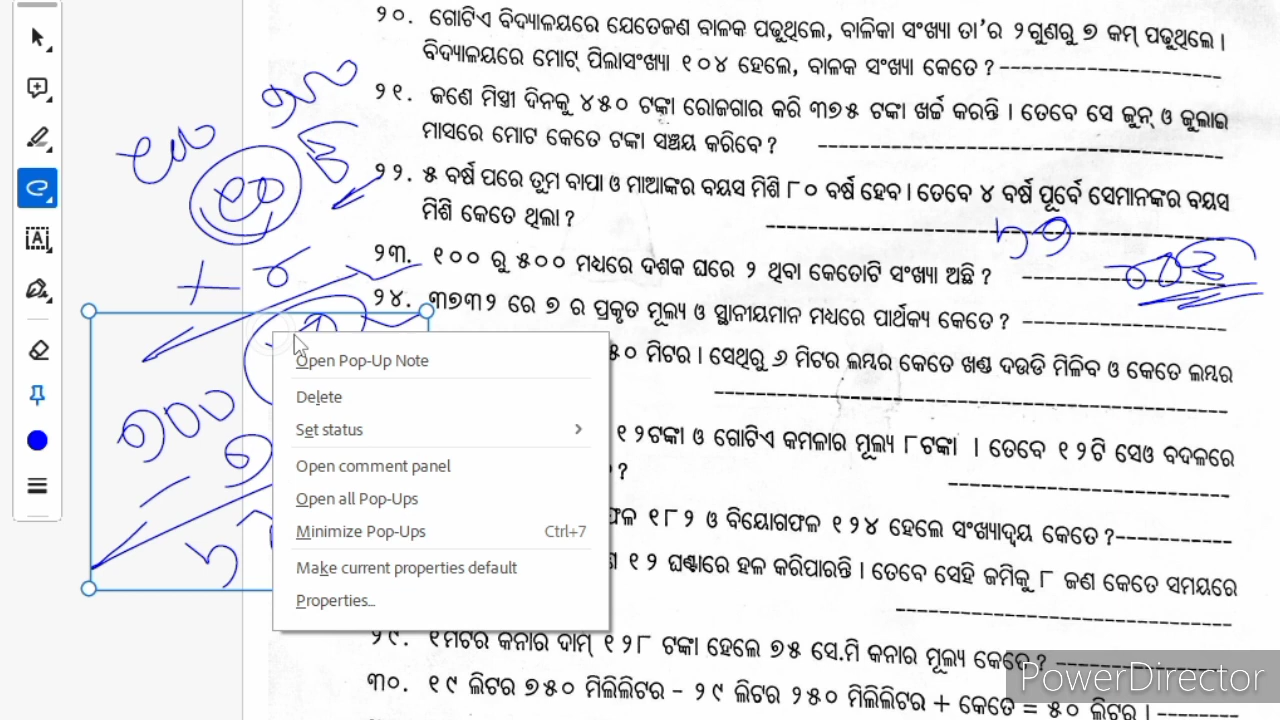 ୨୦. ଗୋଟିଏ ବିଦ୍ୟାଳୟରେ ଯେତେଜଣ ବାଳକ ପଢୁଥିଲେ, ବାଳିକା ସଂଖ୍ୟା ତା'ର ୨ଗୁଣରୁ ୭ କମ୍ ପଢୁଥିଲେ।
ବିଦ୍ୟାଳୟରେ ମୋଟ୍ ପିଲାସଂଖ୍ୟା ୧୦୪ ହେଲେ, ବାଳକ ସଂଖ୍ୟା କେତେ ?
୨୧. ଜଣେ ମିସ୍ତ୍ରୀ ଦିନକୁ ୪୫୦ ଟଙ୍କା ରୋଜଗାର କରି ୩୭୫ ଟଙ୍କା ଖର୍ଚ୍ଚ କରନ୍ତି । ତେବେ ସେ ଜୁନ୍ ଓ ଜୁଲାଇ
ମାସରେ ମୋଟ କେତେ ଟଙ୍କା ସଞ୍ଚୟ କରିବେ ?
୨୨. ୫ ବର୍ଷ ପରେ ତୁମ ବାପା ଓ ମାଆଙ୍କର ବୟସ ମିଶି ୮୦ ବର୍ଷ ହେବ। ତେବେ ୪ ବର୍ଷ ପୂର୍ବେ ସେମାନଙ୍କର ବୟସ
ମିଶି କେତେ ଥିଲା ?
୨୩. ୧୦୦ ରୁ ୫୦୦ ମଧ୍ୟରେ ଦଶକ ଘରେ ୨ ଥିବା କେତୋଟି ସଂଖ୍ୟା ଅଛି ?
୨୪. ୩୭୩୨ ରେ ୭ ର ପ୍ରକୃତ ମୂଲ୍ୟ ଓ ସ୍ଥାନୀୟମାନ ମଧ୍ୟରେ ପାର୍ଥକ୍ୟ କେତେ ?
୫୦ ମିଟର । ସେଥିରୁ ୬ ମିଟର ଲମ୍ବର କେତେ ଖଣ୍ଡ ଦଉଡି ମିଳିବ ଓ କେତେ ଲମ୍ବର
୧୨ଟଙ୍କା ଓ ଗୋଟିଏ କମଳାର ମୂଲ୍ୟ ୮ଟଙ୍କା । ତେବେ ୧୨ଟି ସେଓ ବଦଳରେ
?
୧୮୨ ଓ ବିୟୋଗଫଳ ୧୨୪ ହେଲେ ସଂଖ୍ୟାଦ୍ୱୟ କେତେ ?
୧୨ ଘଣ୍ଟାରେ ହଳ କରିପାରନ୍ତି । ତେବେ ସେହି ଜମିକୁ ୮ ଜଣ କେତେ ସମୟରେ
୨୯. ୧ମିଟର କନାର ଦାମ୍ ୧୨୮ ଟଙ୍କା ହେଲେ ୭୫ ସେ.ମି କନାର ମୂଲ୍ୟ କେତେ ?
୩୦. ୧୯ ଲିଟର ୭୫୦ ମିଲିଲିଟର - ୨୯ ଲିଟର ୨୫୦ ମିଲିଲିଟର + କେତେ = ୫୦ ଲିଟର ।
Open Pop-Up Note
Delete
Set status
Open comment panel
Open all Pop-Ups
Minimize Pop-Ups Ctrl+7
Make current properties default
Properties...
PowerDirector